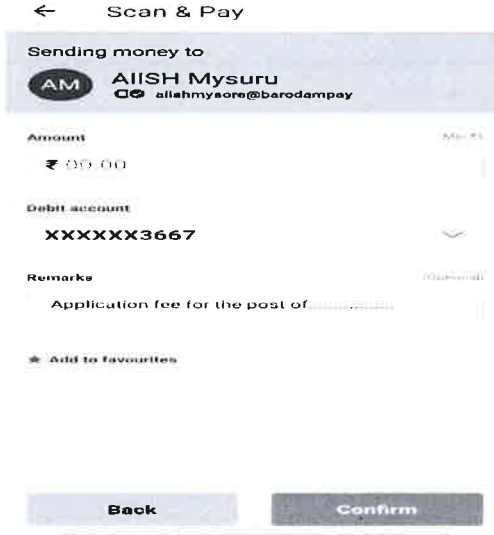 ← Scan & Pay
Sending money to
AM
AIISH Mysuru
aiishmysore@barodampay
Amount
₹ 00.00
Debit account
XXXXXX3667
Remarks
(Optional)
Application fee for the post of................
★ Add to favourites
Back
Confirm